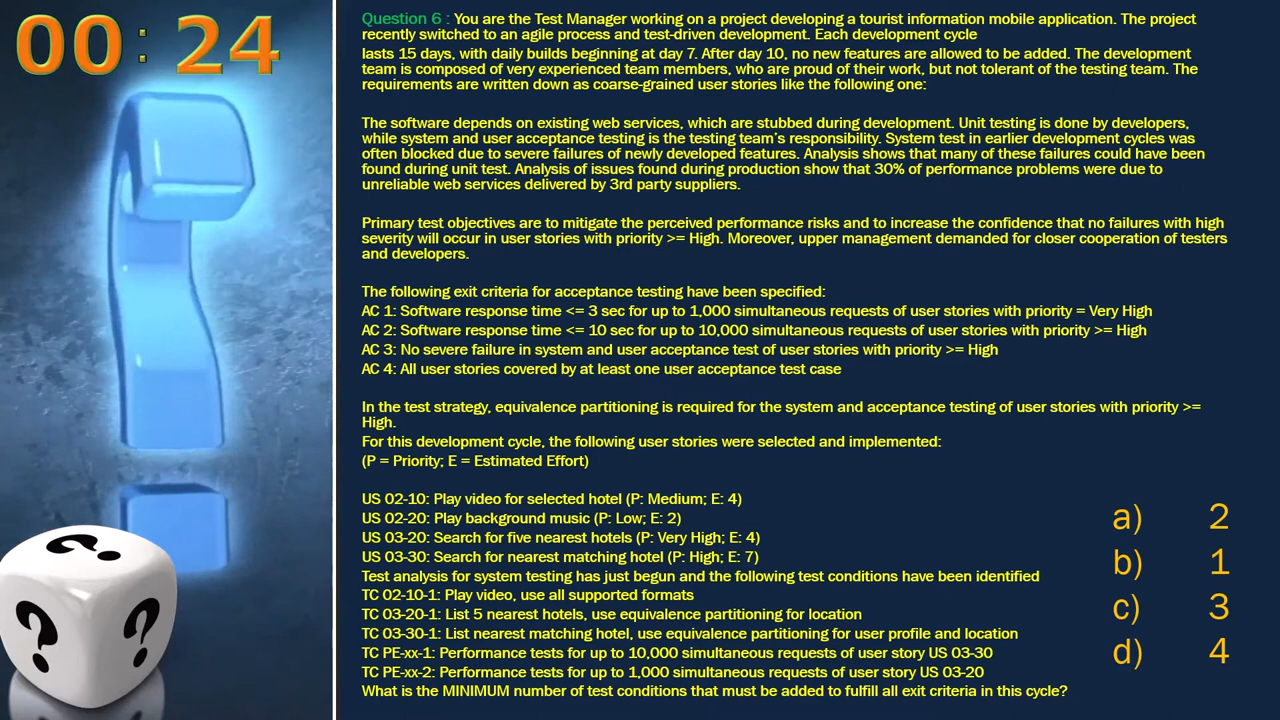 00:24
Question 6 : You are the Test Manager working on a project developing a tourist information mobile application. The project
recently switched to an agile process and test-driven development. Each development cycle
lasts 15 days, with daily builds beginning at day 7. After day 10, no new features are allowed to be added. The development
team is composed of very experienced team members, who are proud of their work, but not tolerant of the testing team. The
requirements are written down as coarse-grained user stories like the following one:
The software depends on existing web services, which are stubbed during development. Unit testing is done by developers,
while system and user acceptance testing is the testing team's responsibility. System test in earlier development cycles was
often blocked due to severe failures of newly developed features. Analysis shows that many of these failures could have been
found during unit test. Analysis of issues found during production show that 30% of performance problems were due to
unreliable web services delivered by 3rd party suppliers.
Primary test objectives are to mitigate the perceived performance risks and to increase the confidence that no failures with high
severity will occur in user stories with priority >= High. Moreover, upper management demanded for closer cooperation of testers
and developers.
The following exit criteria for acceptance testing have been specified:
AC 1: Software response time <= 3 sec for up to 1,000 simultaneous requests of user stories with priority = Very High
AC 2: Software response time <= 10 sec for up to 10,000 simultaneous requests of user stories with priority >= High
AC 3: No severe failure in system and user acceptance test of user stories with priority >= High
AC 4: All user stories covered by at least one user acceptance test case
In the test strategy, equivalence partitioning is required for the system and acceptance testing of user stories with priority >=
High.
For this development cycle, the following user stories were selected and implemented:
(P = Priority; E = Estimated Effort)
US 02-10: Play video for selected hotel (P: Medium; E: 4)
US 02-20: Play background music (P: Low; E: 2)
US 03-20: Search for five nearest hotels (P: Very High; E: 4)
US 03-30: Search for nearest matching hotel (P: High; E: 7)
Test analysis for system testing has just begun and the following test conditions have been identified
TC 02-10-1: Play video, use all supported formats
TC 03-20-1: List 5 nearest hotels, use equivalence partitioning for location
TC 03-30-1: List nearest matching hotel, use equivalence partitioning for user profile and location
TC PE-xx-1: Performance tests for up to 10,000 simultaneous requests of user story US 03-30
TC PE-xx-2: Performance tests for up to 1,000 simultaneous requests of user story US 03-20
What is the MINIMUM number of test conditions that must be added to fulfill all exit criteria in this cycle?
a) 2
b) 1
c) 3
d) 4
? ? ?